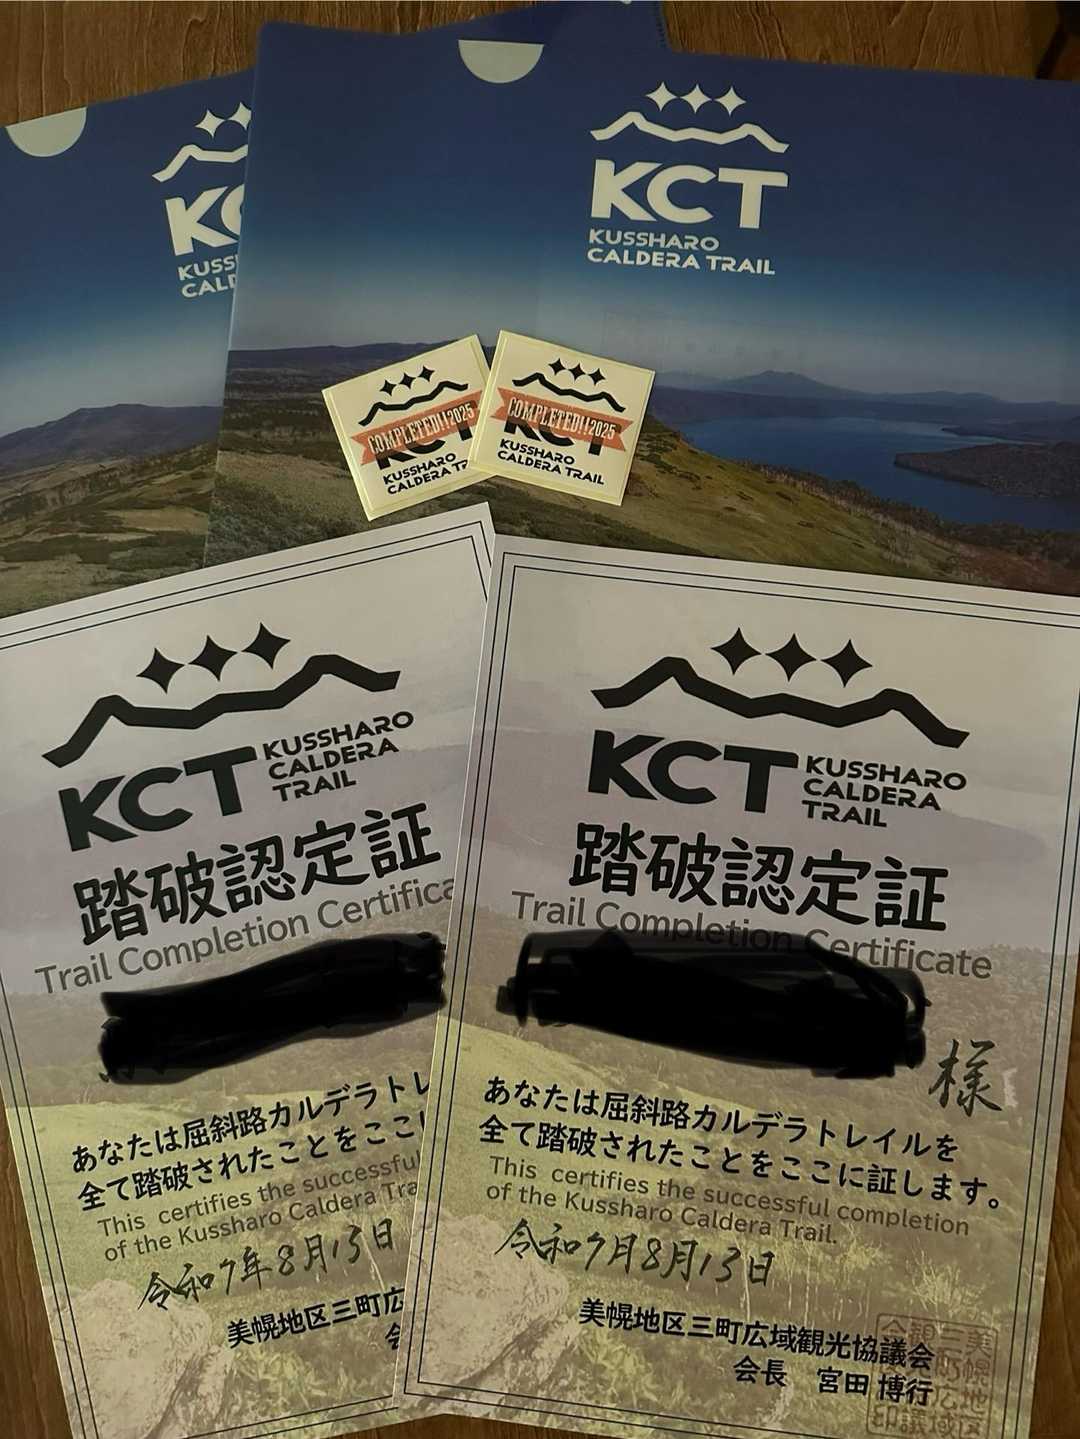 KC
KUSS
CALD
KCT
KUSSHARO
CALDERA TRAIL
COMPLETED!!2025
KC
KUSSHARO
CALDERA TR
COMPLETED!!2025
KCT
KUSSHARO
CALDERA TRAIL
KCT KUSSHARO
CALDERA
TRAIL
踏破認定証
Trail Completion Certifica
あなたは屈斜路カルデラトレイ
全て踏破されたことをここに
This certifies the successful
of the Kussharo Caldera Tra
令和7年8月13日
美幌地区三町広
会
KCT KUSSHARO
CALDERA
TRAIL
踏破認定証
Trail Completion Certificate
様
あなたは屈斜路カルデラトレイルを
全て踏破されたことをここに証します。
This certifies the successful completion
of the Kussharo Caldera Trail.
令和7月8月13日
美幌地区三町広域観光協議会
会長 宮田 博行